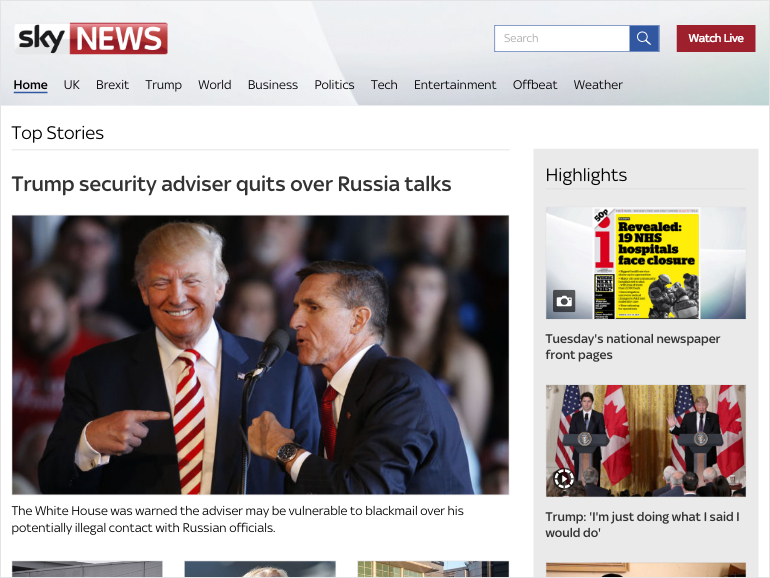 sky NEWS
Search
Watch Live
Home UK Brexit Trump World Business Politics Tech Entertainment Offbeat Weather
Top Stories
Trump security adviser quits over Russia talks
The White House was warned the adviser may be vulnerable to blackmail over his
potentially illegal contact with Russian officials.
Highlights
50p
i
Revealed:
19 NHS
hospitals
face closure
Tuesday's national newspaper
front pages
Trump: 'I'm just doing what I said I
would do'